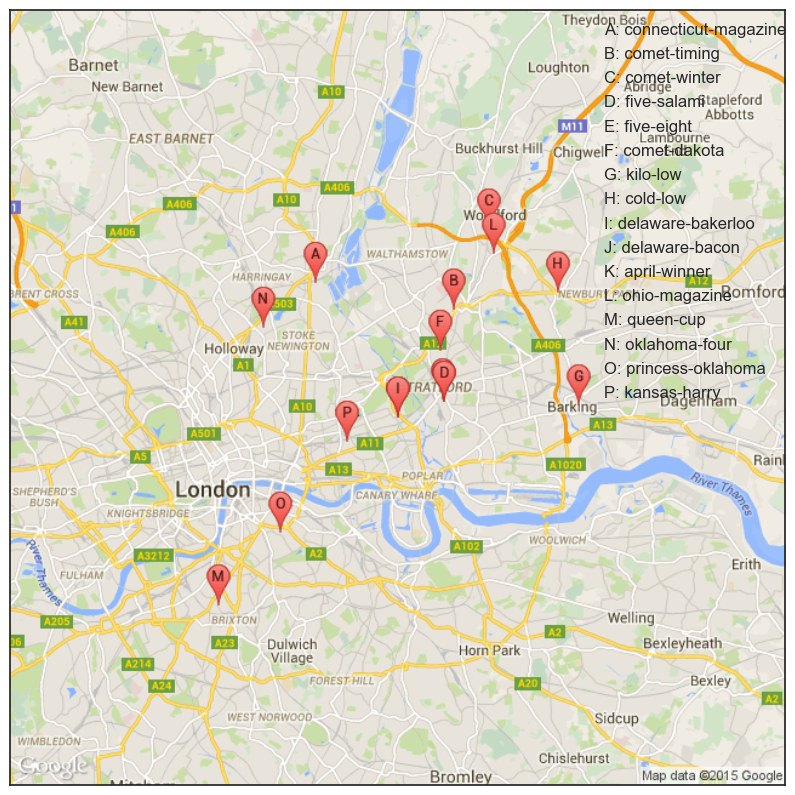 A: connecticut-magazine
B: comet-timing
C: comet-winter
D: five-salami
E: five-eight
F: comet-dakota
G: kilo-low
H: cold-low
I: delaware-bakerloo
J: delaware-bacon
K: april-winner
L: ohio-magazine
M: queen-cup
N: oklahoma-four
O: princess-oklahoma
P: kansas-harry
Theydon Bois
Barnet
New Barnet
A10
Loughton
Abridge
Stapleford
Abbotts
M11
EAST BARNET
Buckhurst Hill
Chigwell
Lambourne
A406
A10
A406
C
1
A406
L
WALTHAMSTOW
A
HARRINGAY
H
B
A12
BRENT CROSS
N
A503
NEWBURY
Romford
A41
F
STOKE
NEWINGTON
Holloway
A406
A1
D
G
I
A10
Barking
Dagenham
P
A501
A11
A13
A5
A13
A1020
POPLAR
London
SHEPHERD'S
BUSH
CANARY WHARF
River Thames
KNIGHTSBRIDGE
O
A3212
A2
A102
WOOLWICH
River Thames
FULHAM
M
Erith
A205
BRIXTON
Welling
06
A23
Dulwich
Village
A2
Bexleyheath
Horn Park
A214
FOREST HILL
Bexley
A24
A20
A2
WEST NORWOOD
Sidcup
WIMBLEDON
Chislehurst
Google
Bromley
Map data ©2015 Google